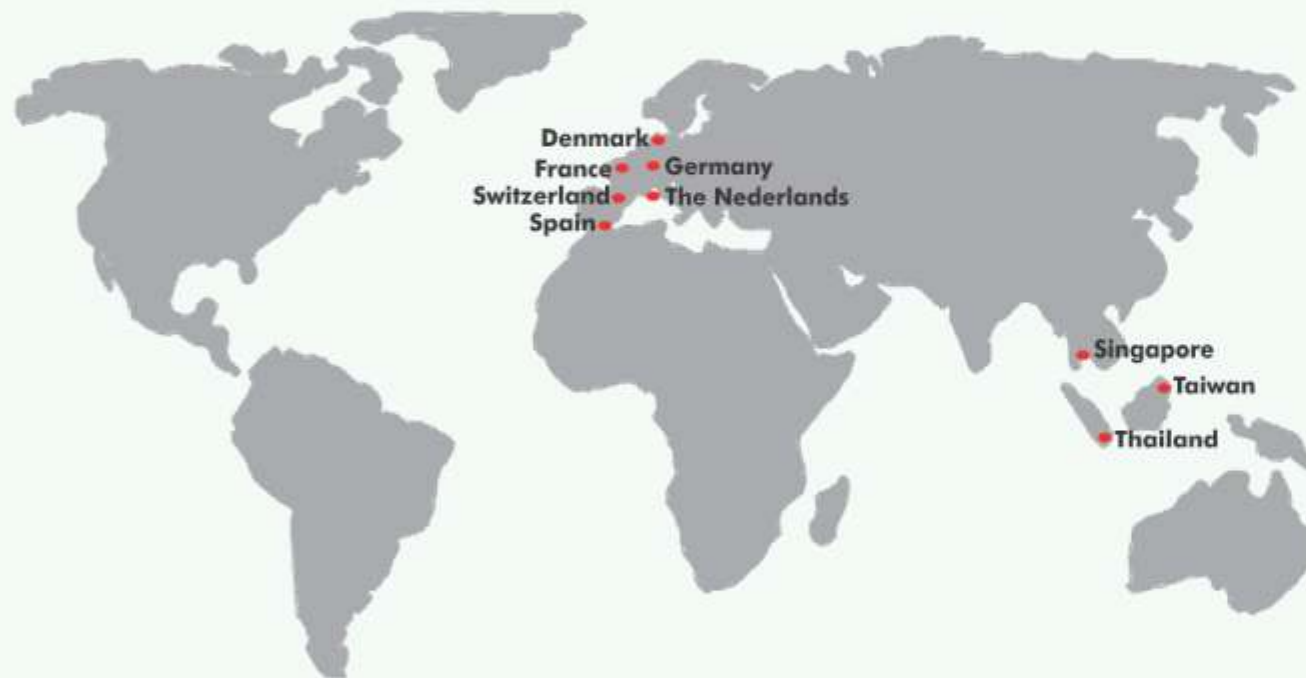 Denmark
France
Germany
Switzerland
The Nederlands
Spain
Singapore
Taiwan
Thailand